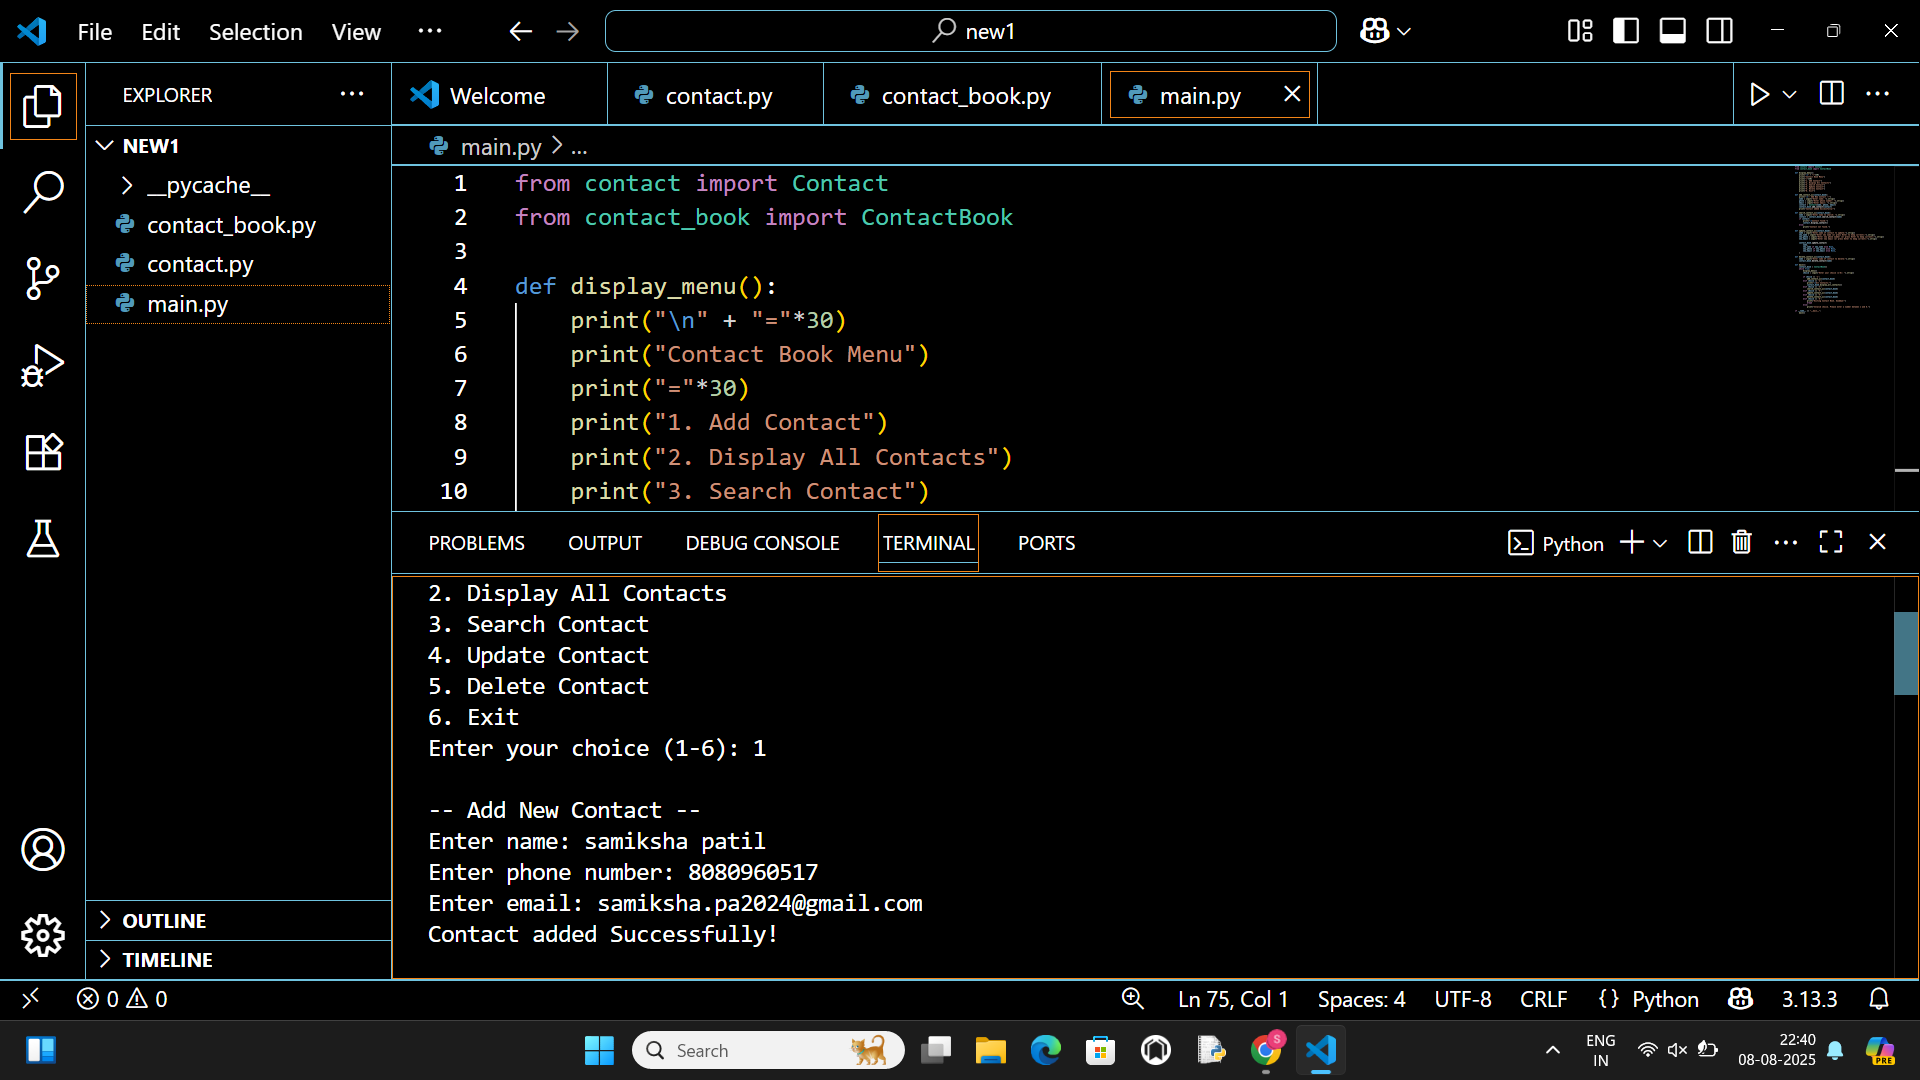 File Edit Selection View ... new1
EXPLORER ...
NEW1
__pycache__
contact_book.py
contact.py
main.py
OUTLINE
TIMELINE
Welcome contact.py contact_book.py main.py
main.py > ...
1 from contact import Contact
2 from contact_book import ContactBook
3
4 def display_menu():
5 print("\n" + "="*30)
6 print("Contact Book Menu")
7 print("="*30)
8 print("1. Add Contact")
9 print("2. Display All Contacts")
10 print("3. Search Contact")
PROBLEMS OUTPUT DEBUG CONSOLE TERMINAL PORTS Python
2. Display All Contacts
3. Search Contact
4. Update Contact
5. Delete Contact
6. Exit
Enter your choice (1-6): 1
-- Add New Contact --
Enter name: samiksha patil
Enter phone number: 8080960517
Enter email: samiksha.pa2024@gmail.com
Contact added Successfully!
0 0 Ln 75, Col 1 Spaces: 4 UTF-8 CRLF {} Python 3.13.3
Search S ENG IN 22:40 08-08-2025 PRE